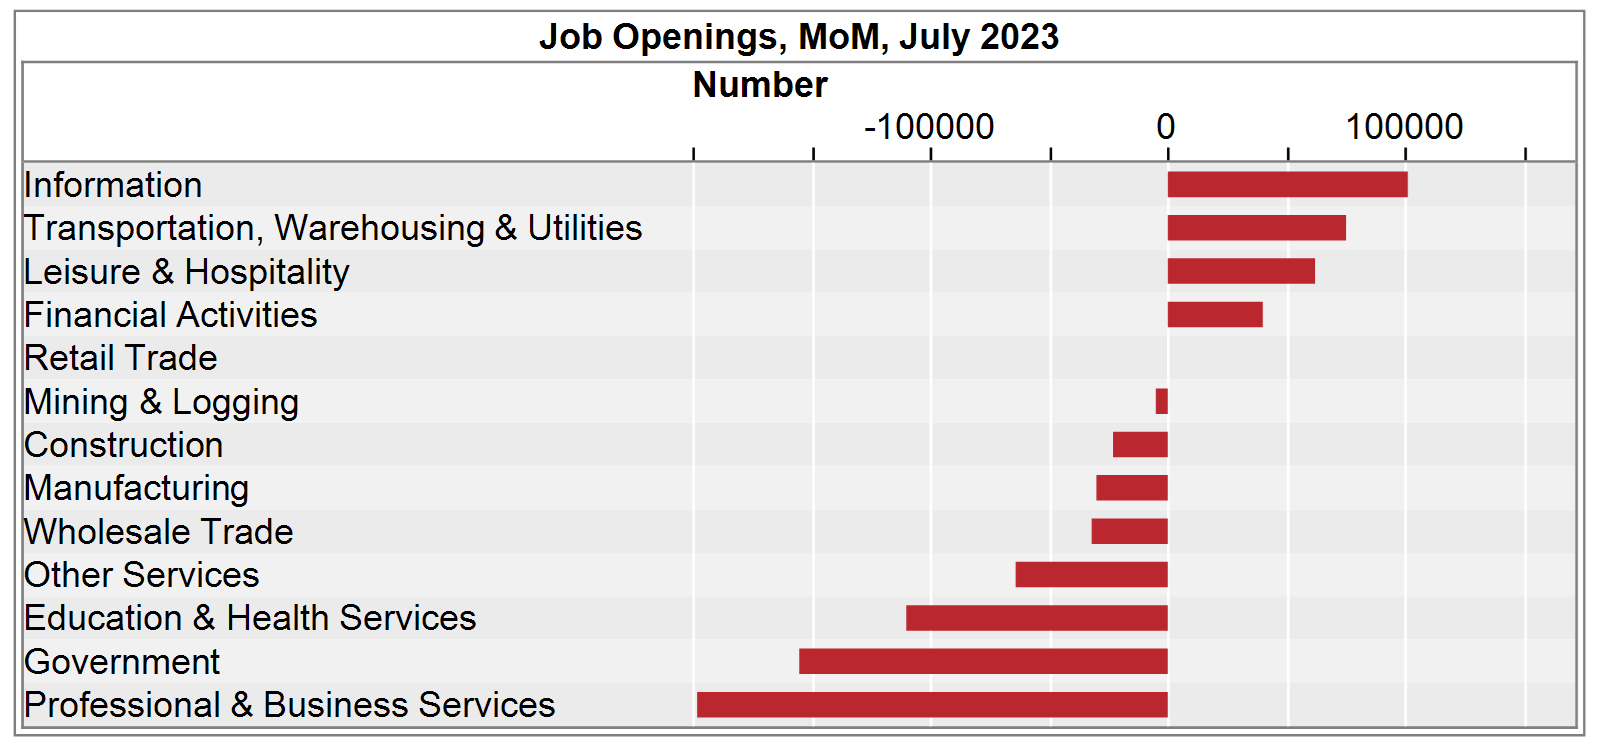 Job Openings, MoM, July 2023
Number
-100000 0 100000
Information
Transportation, Warehousing & Utilities
Leisure & Hospitality
Financial Activities
Retail Trade
Mining & Logging
Construction
Manufacturing
Wholesale Trade
Other Services
Education & Health Services
Government
Professional & Business Services